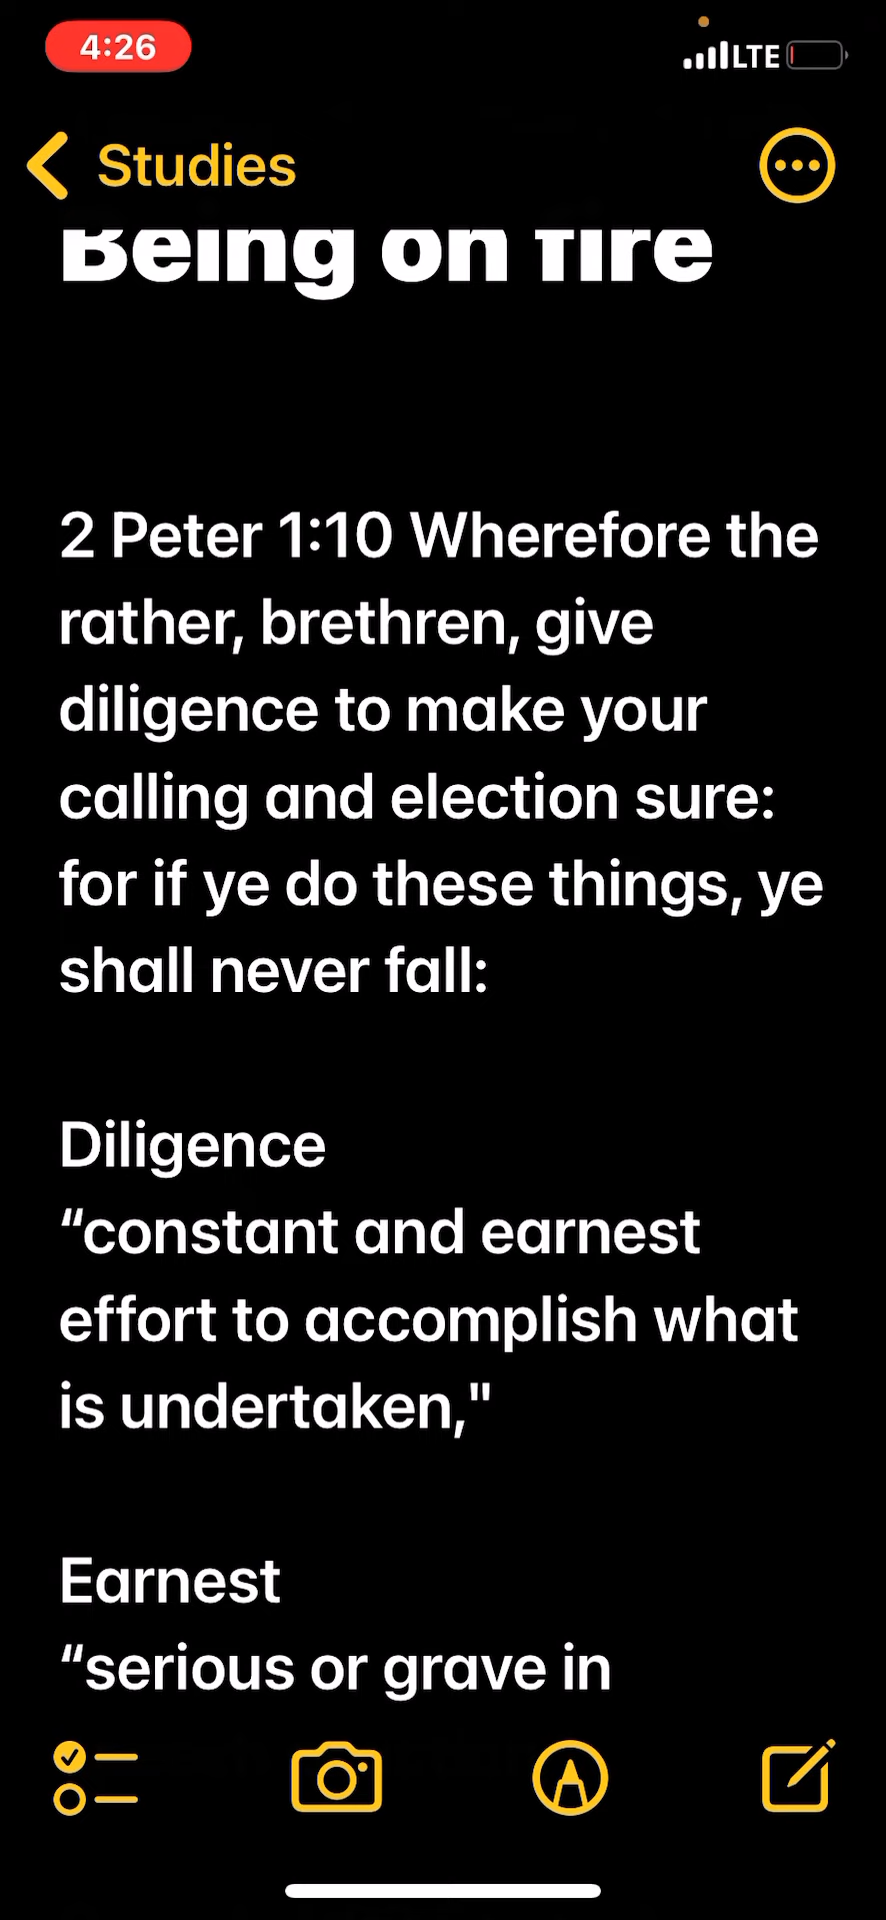 4:26
LTE
Studies
Being on fire
2 Peter 1:10 Wherefore the
rather, brethren, give
diligence to make your
calling and election sure:
for if ye do these things, ye
shall never fall:
Diligence
“constant and earnest
effort to accomplish what
is undertaken,"
Earnest
“serious or grave in